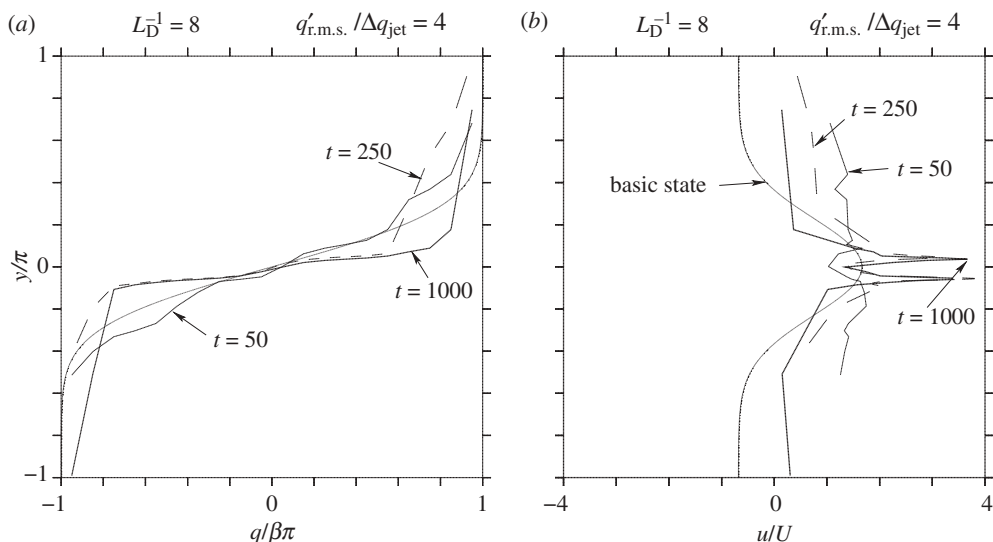 (a) L_D^{-1} = 8 q′_{r.m.s.}/Δq_{jet} = 4
1
t = 250
y/π
0
t = 1000
t = 50
−1
−1 0 1
q/βπ
(b) L_D^{-1} = 8 q′_{r.m.s.}/Δq_{jet} = 4
t = 250
t = 50
basic state
t = 1000
−4 0 4
u/U